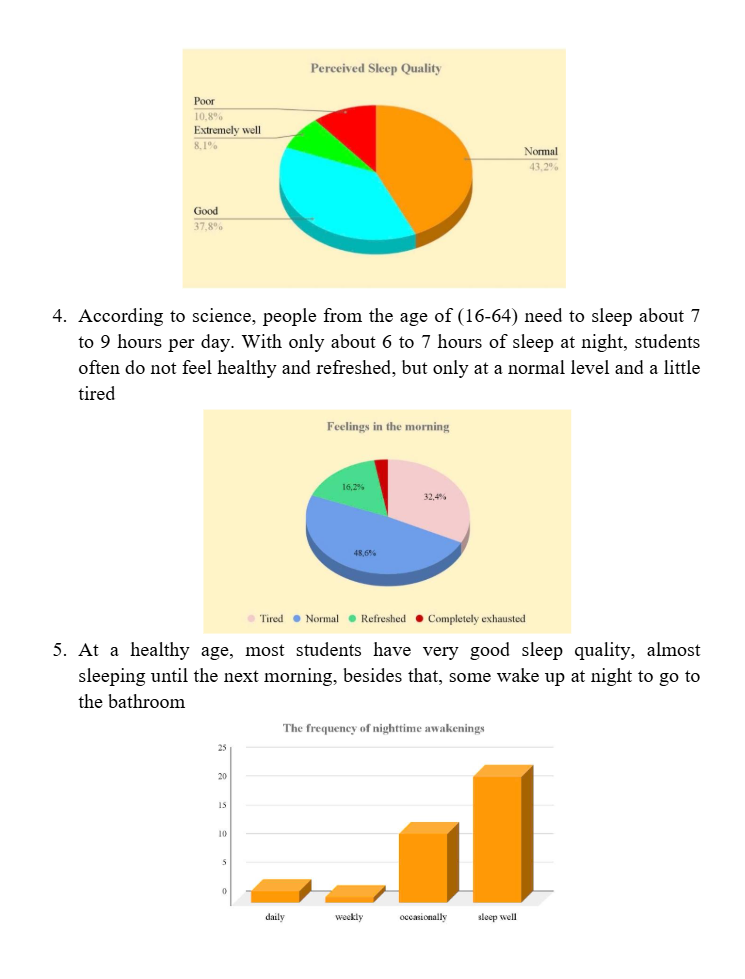 Perceived Sleep Quality
Poor
10,8%
Extremely well
8,1%
Normal
43,2%
Good
37,8%
4. According to science, people from the age of (16-64) need to sleep about 7
to 9 hours per day. With only about 6 to 7 hours of sleep at night, students
often do not feel healthy and refreshed, but only at a normal level and a little
tired
Feelings in the morning
16,2%
32,4%
48,6%
Tired Normal Refreshed Completely exhausted
5. At a healthy age, most students have very good sleep quality, almost
sleeping until the next morning, besides that, some wake up at night to go to
the bathroom
The frequency of nighttime awakenings
25
20
15
10
5
0
daily weekly occasionally sleep well